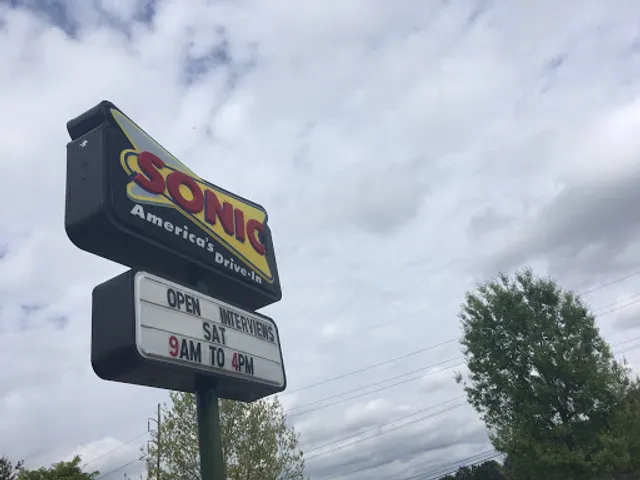 SONIC
America's Drive-In
OPEN INTERVIEWS
SAT
9AM TO 4PM